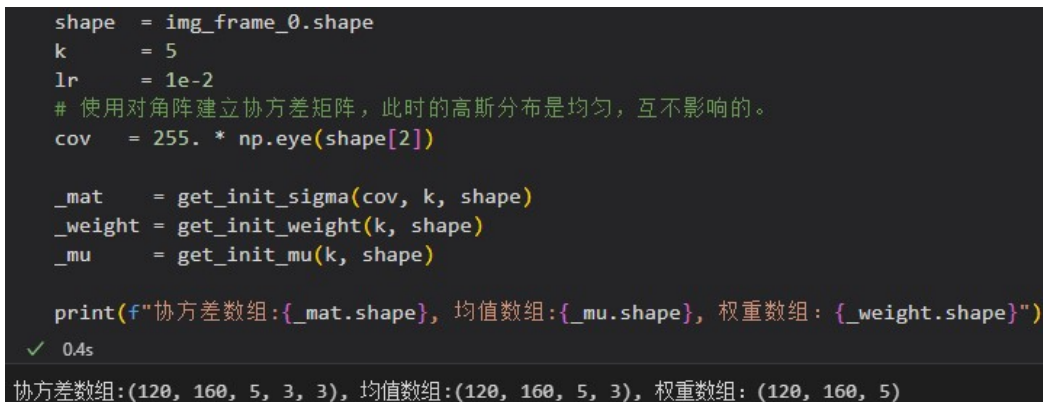 shape = img_frame_0.shape
k = 5
lr = 1e-2
# 使用对角阵建立协方差矩阵，此时的高斯分布是均匀，互不影响的。
cov = 255. * np.eye(shape[2])
_mat = get_init_sigma(cov, k, shape)
_weight = get_init_weight(k, shape)
_mu = get_init_mu(k, shape)
print(f"协方差数组:{_mat.shape}, 均值数组:{_mu.shape}, 权重数组：{_weight.shape}")
✓ 0.4s
协方差数组:(120, 160, 5, 3, 3), 均值数组:(120, 160, 5, 3), 权重数组：(120, 160, 5)